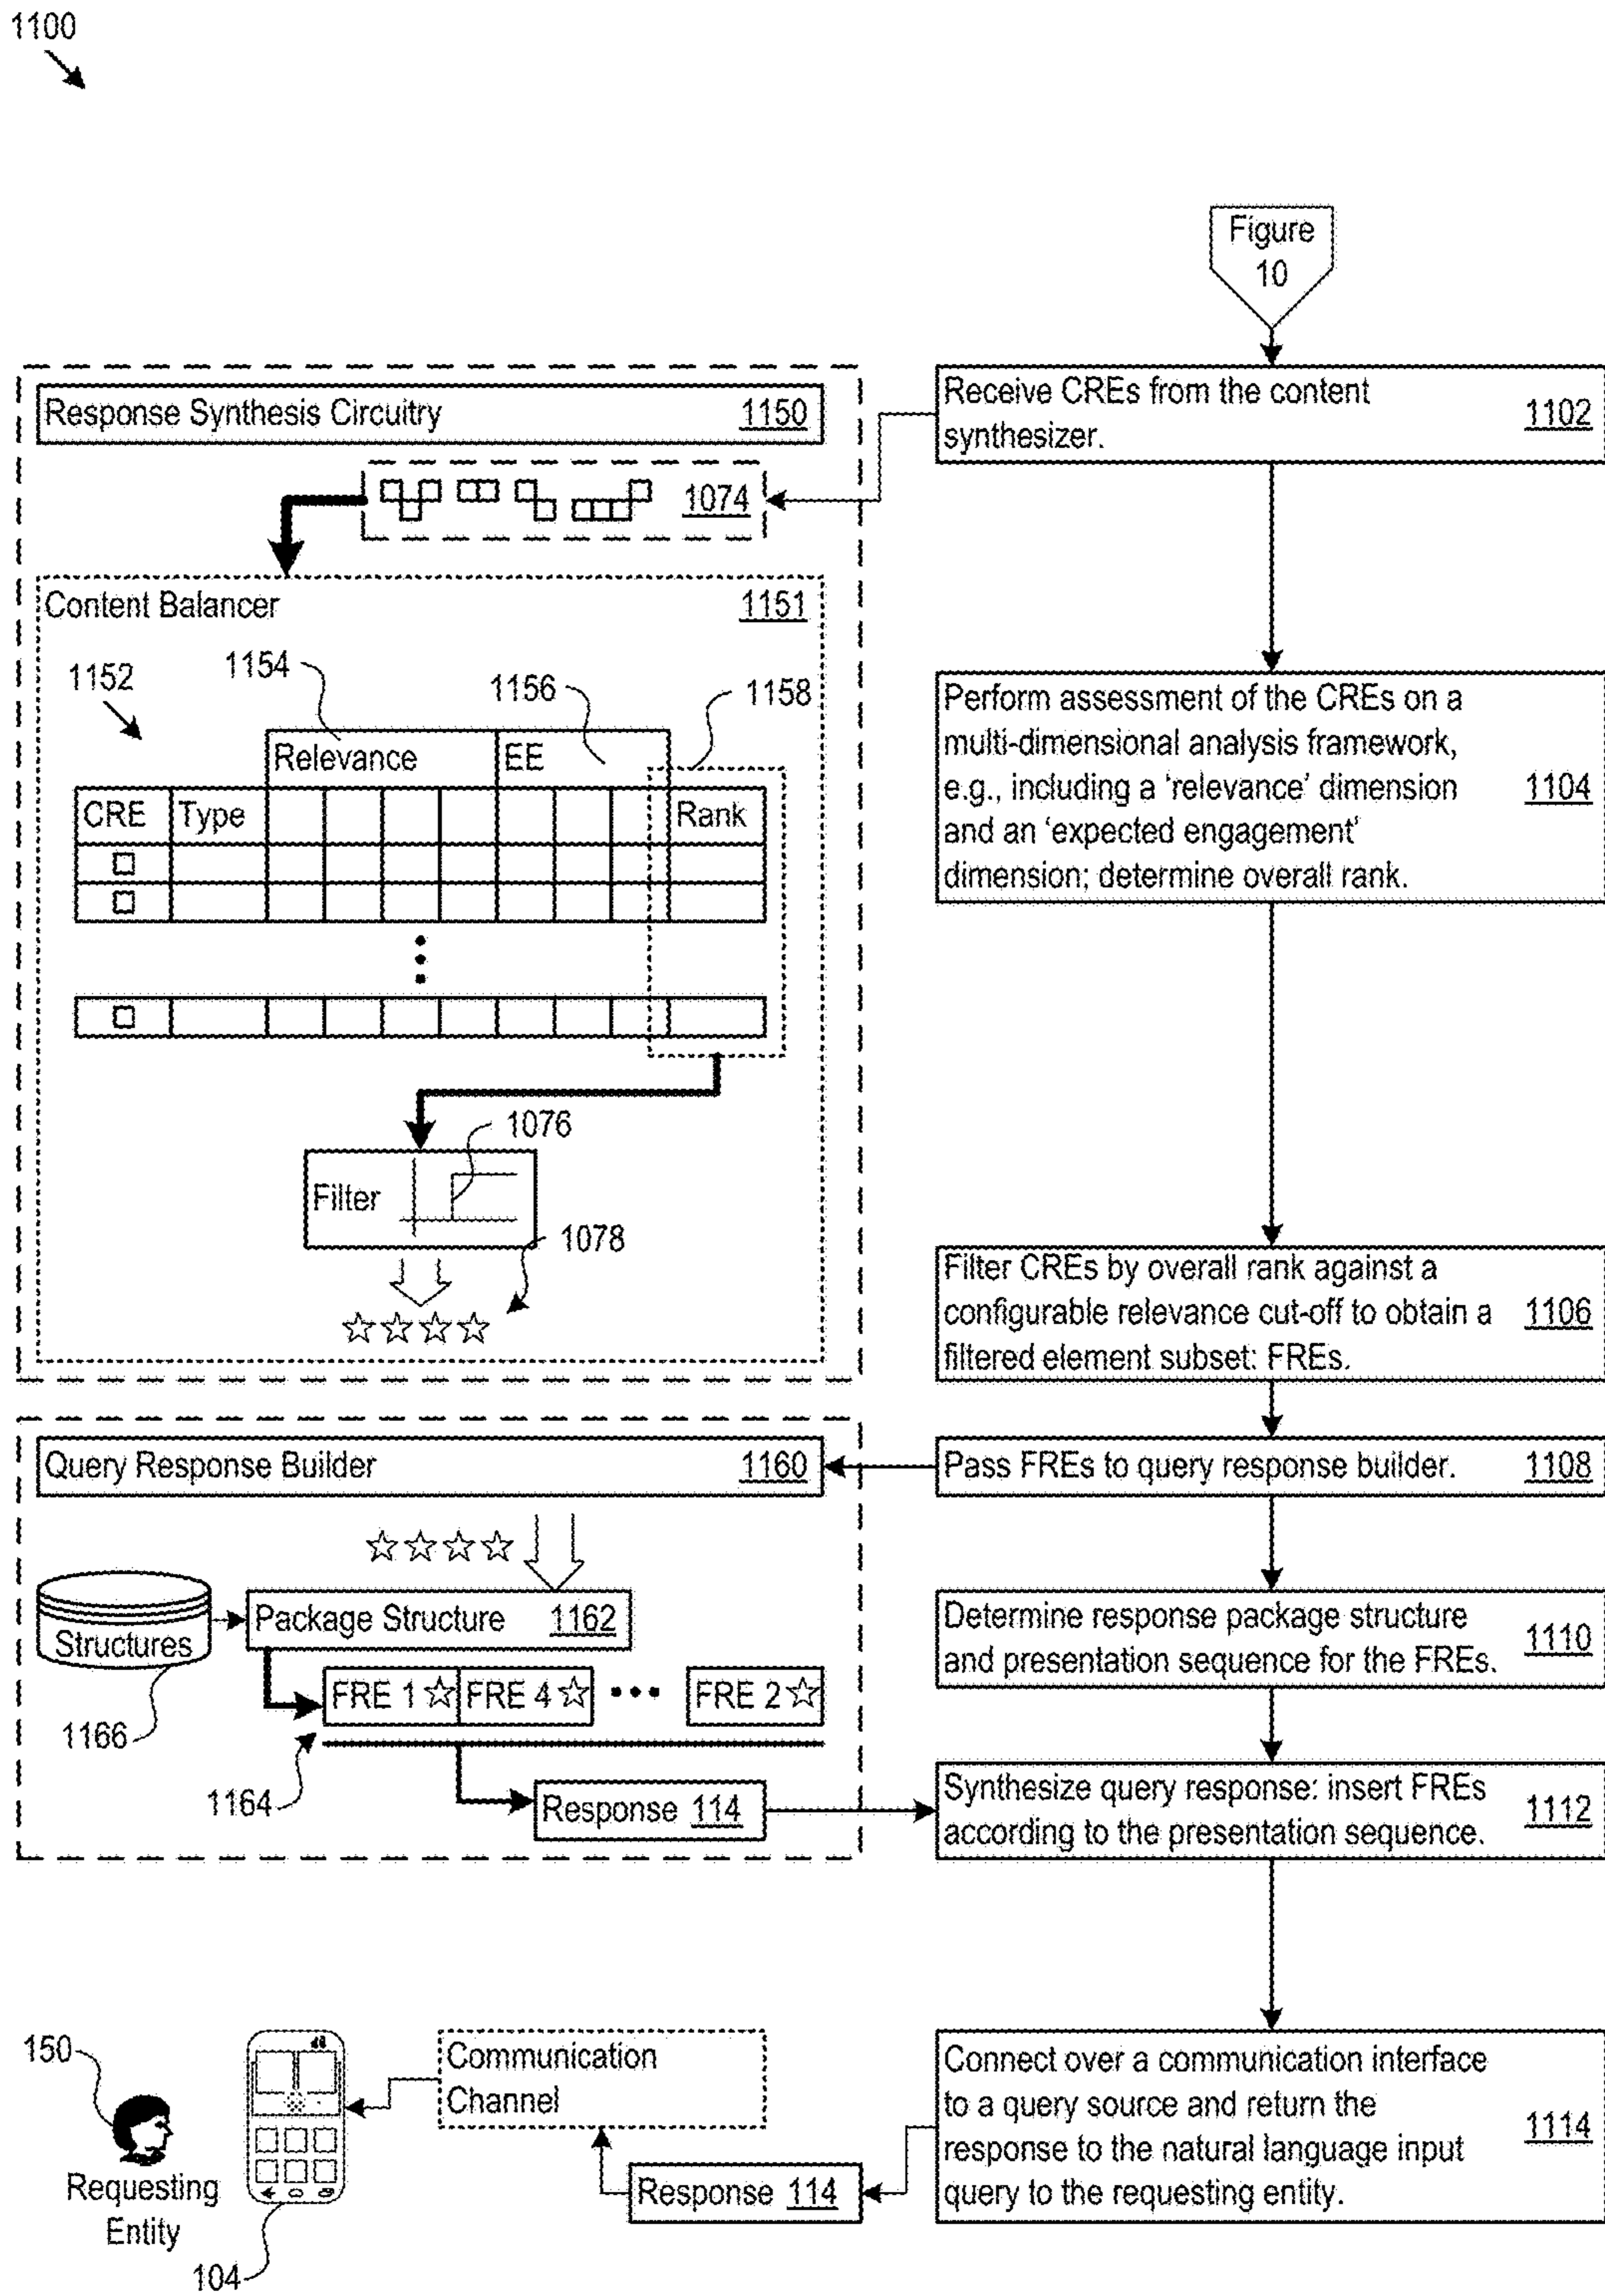 1100
Figure
10
Receive CREs from the content
synthesizer.
1102
Response Synthesis Circuitry 1150
1074
Content Balancer 1151
1152
1154
1156
1158
Relevance EE
CRE Type Rank
Perform assessment of the CREs on a
multi-dimensional analysis framework,
e.g., including a ‘relevance’ dimension
and an ‘expected engagement’
dimension; determine overall rank.
1104
1076
Filter
1078
Filter CREs by overall rank against a
configurable relevance cut-off to obtain a
filtered element subset: FREs.
1106
Query Response Builder 1160
Pass FREs to query response builder. 1108
Structures
Package Structure 1162
1166
FRE 1 FRE 4 FRE 2
1164
Response 114
Determine response package structure
and presentation sequence for the FREs.
1110
Synthesize query response: insert FREs
according to the presentation sequence.
1112
150
Requesting
Entity
104
Communication
Channel
Response 114
Connect over a communication interface
to a query source and return the
response to the natural language input
query to the requesting entity.
1114